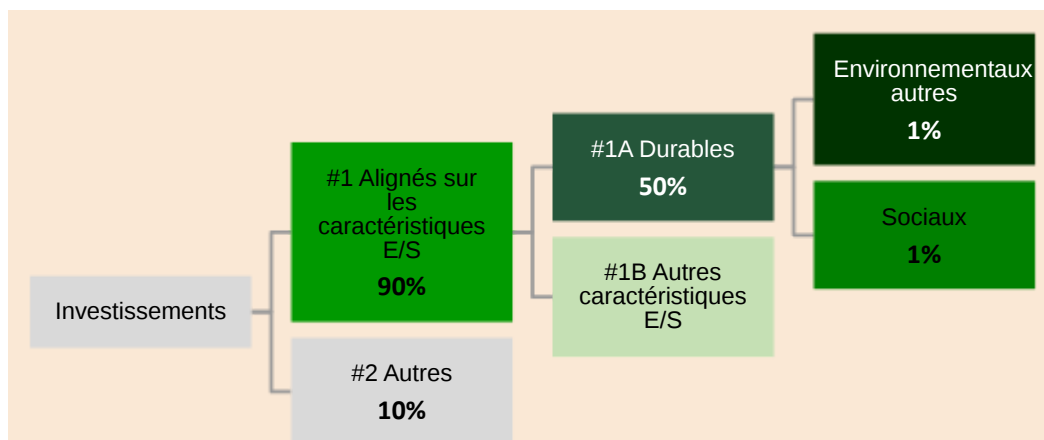 Investissements
#1 Alignés sur
les
caractéristiques
E/S
90%
#2 Autres
10%
#1A Durables
50%
#1B Autres
caractéristiques
E/S
Environnementaux
autres
1%
Sociaux
1%